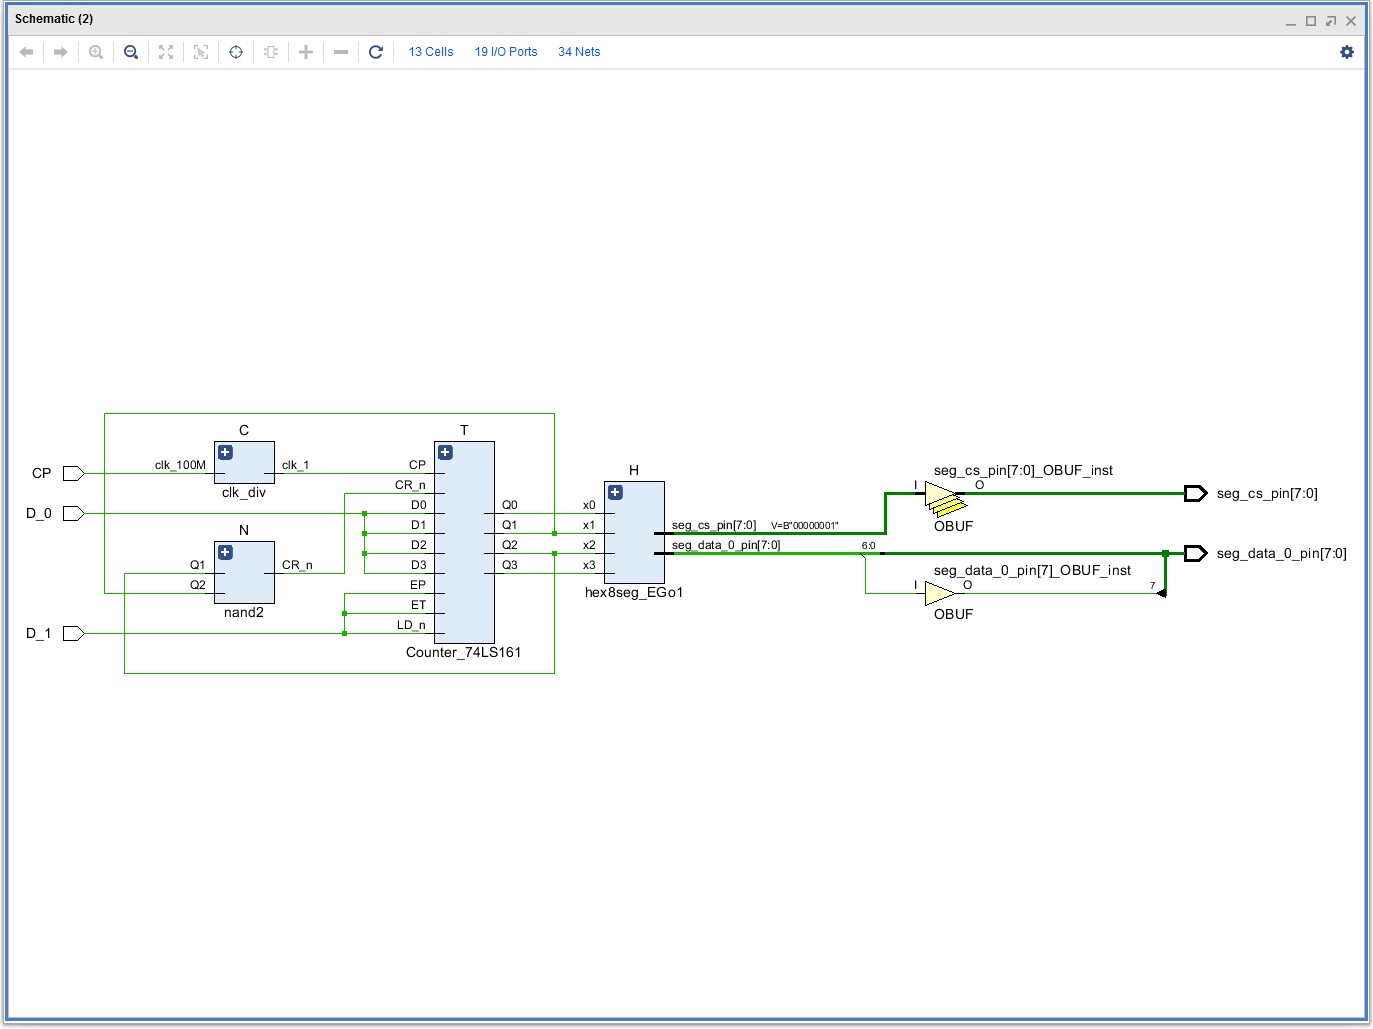 Schematic (2)
13 Cells 19 I/O Ports 34 Nets
C
T
CP
clk_100M
clk_1
CP
clk_div
CR_n
D_0
D0
D1
D2
D3
EP
ET
LD_n
Q0
Q1
Q2
Q3
Counter_74LS161
N
Q1
Q2
CR_n
nand2
D_1
H
x0
x1
x2
x3
seg_cs_pin[7:0] V=B"00000001"
seg_data_0_pin[7:0]
hex8seg_EGo1
6:0
seg_cs_pin[7:0]_OBUF_inst
I
O
OBUF
seg_cs_pin[7:0]
seg_data_0_pin[7:0]
seg_data_0_pin[7]_OBUF_inst
I
O
7
OBUF